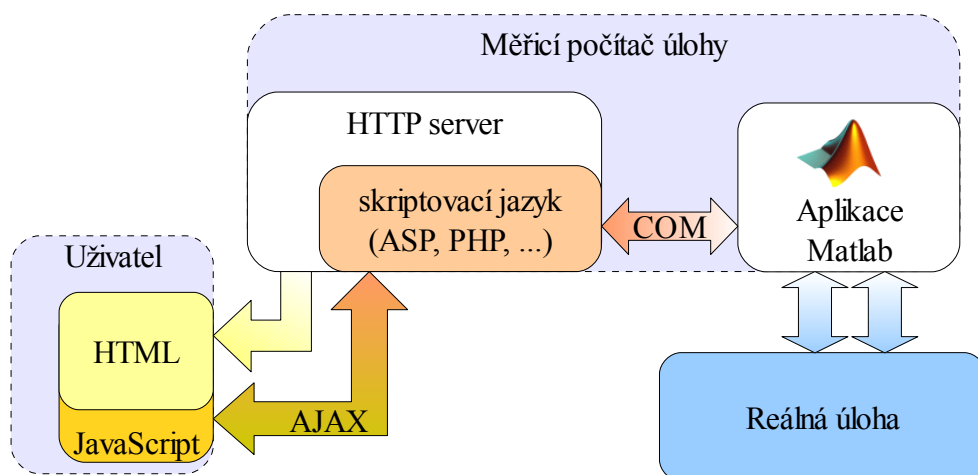 Měřicí počítač úlohy
HTTP server
skriptovací jazyk
(ASP, PHP, ...)
COM
Aplikace
Matlab
Uživatel
HTML
JavaScript
AJAX
Reálná úloha